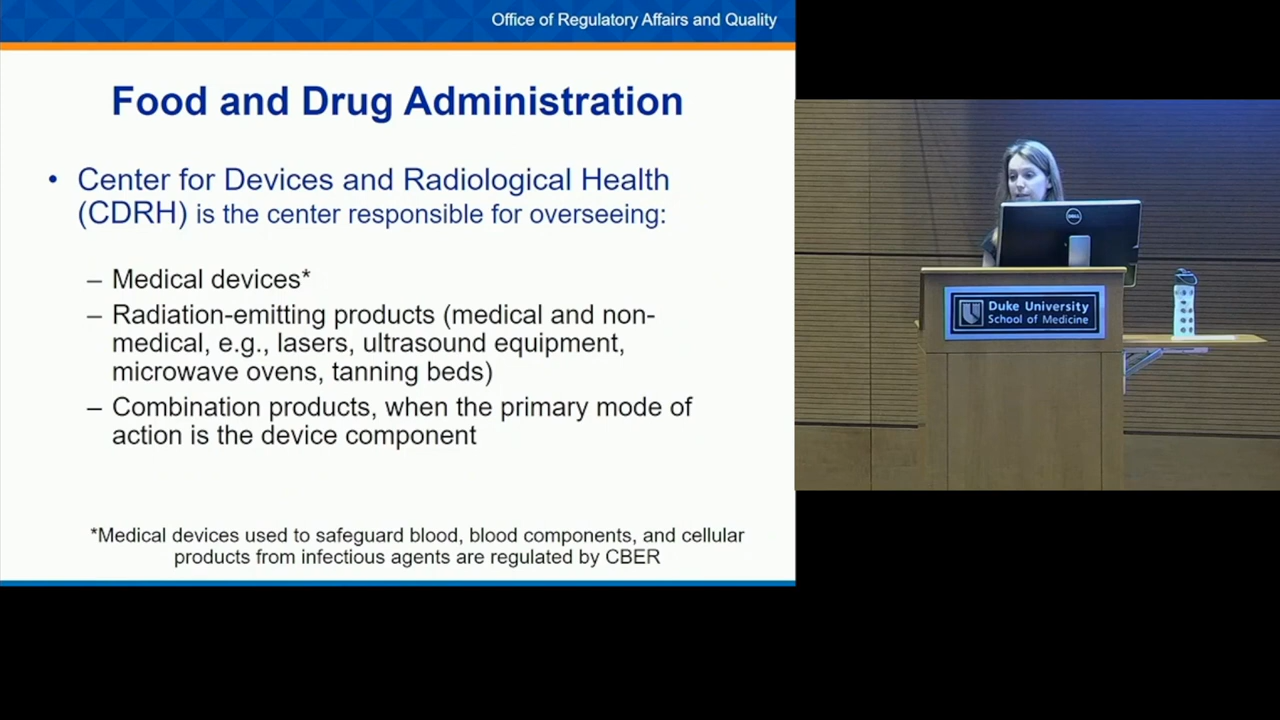 Office of Regulatory Affairs and Quality
Food and Drug Administration
• Center for Devices and Radiological Health
(CDRH) is the center responsible for overseeing:
– Medical devices*
– Radiation-emitting products (medical and non-
medical, e.g., lasers, ultrasound equipment,
microwave ovens, tanning beds)
– Combination products, when the primary mode of
action is the device component
*Medical devices used to safeguard blood, blood components, and cellular
products from infectious agents are regulated by CBER
DELL
Duke University
School of Medicine